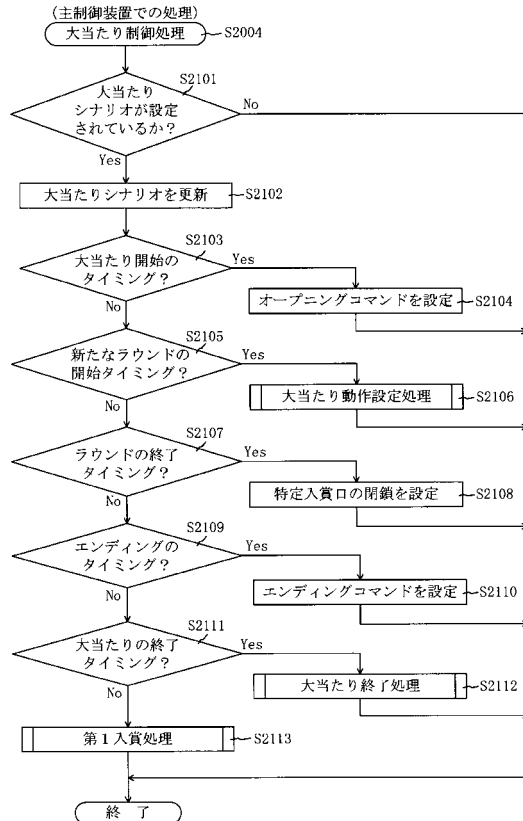 (主制御装置での処理)
大当たり制御処理
S2004
S2101
大当たり
シナリオが設定
されているか？
No
Yes
大当たりシナリオを更新
S2102
S2103
大当たり開始の
タイミング？
Yes
No
オープニングコマンドを設定
S2104
S2105
新たなラウンドの
開始タイミング？
Yes
No
大当たり動作設定処理
S2106
S2107
ラウンドの終了
タイミング？
Yes
No
特定入賞口の閉鎖を設定
S2108
S2109
エンディングの
タイミング？
Yes
No
エンディングコマンドを設定
S2110
S2111
大当たりの終了
タイミング？
Yes
No
大当たり終了処理
S2112
第１入賞処理
S2113
終 了